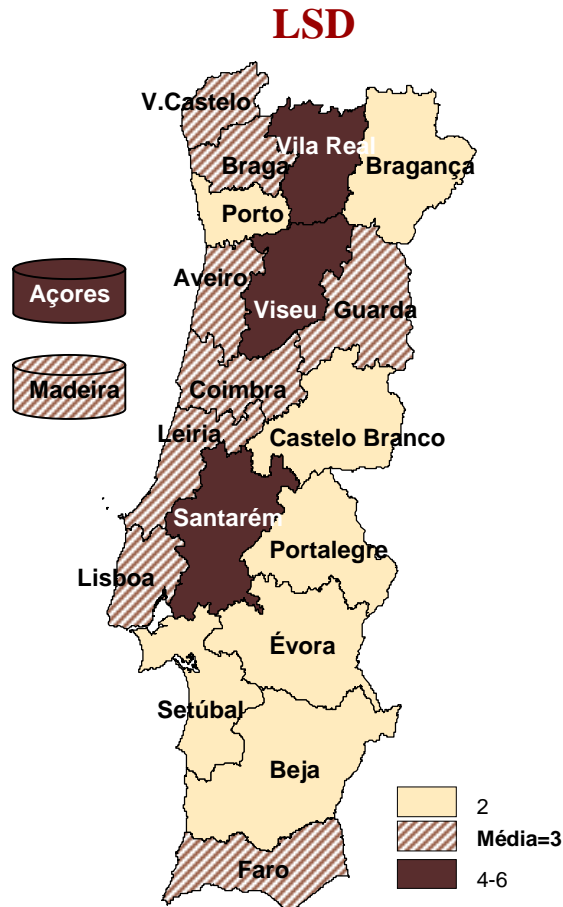 LSD
V.Castelo
Vila Real
Braga
Bragança
Porto
Aveiro
Açores
Viseu
Guarda
Madeira
Coimbra
Leiria
Castelo Branco
Santarém
Portalegre
Lisboa
Évora
Setúbal
Beja
2
Média=3
Faro
4-6